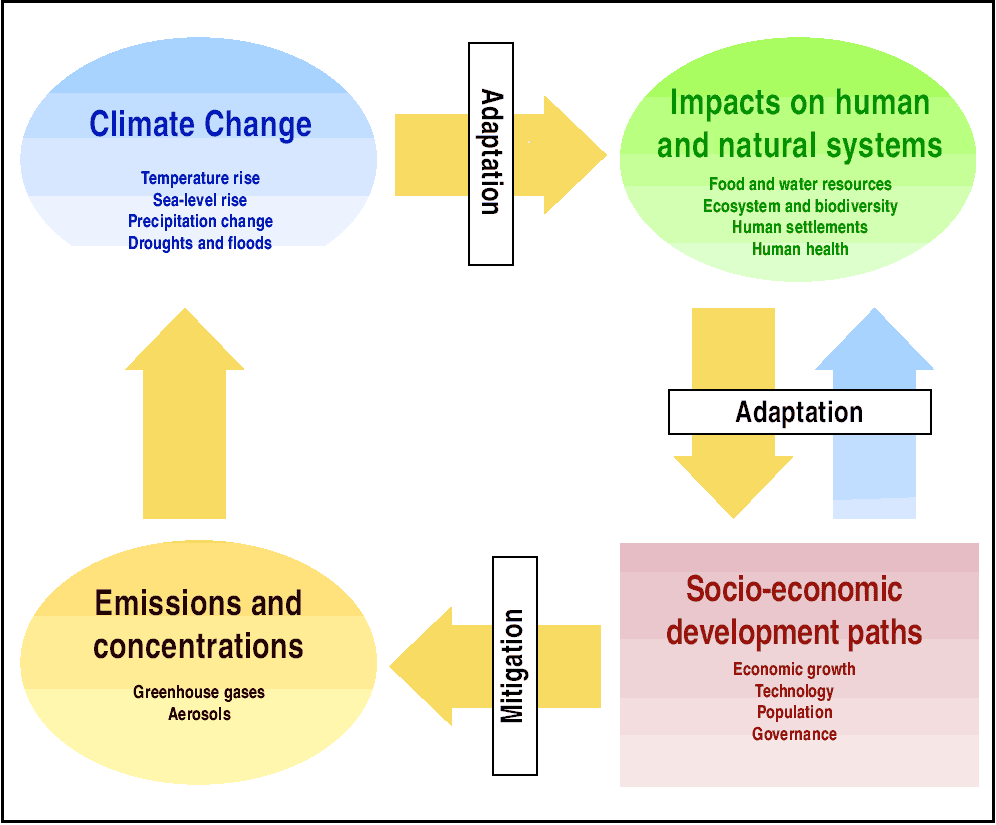 Climate Change
Temperature rise
Sea-level rise
Precipitation change
Droughts and floods
Adaptation
Impacts on human
and natural systems
Food and water resources
Ecosystem and biodiversity
Human settlements
Human health
Adaptation
Emissions and
concentrations
Greenhouse gases
Aerosols
Mitigation
Socio-economic
development paths
Economic growth
Technology
Population
Governance